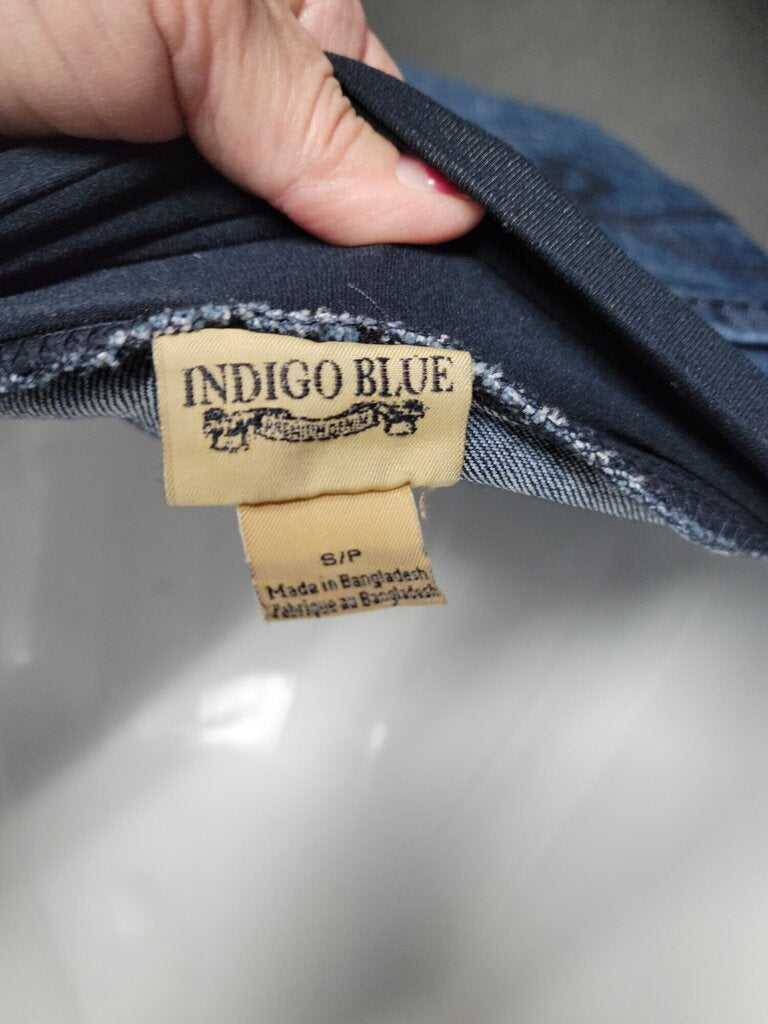 INDIGO BLUE
PREMIUM DENIM
S/P
Made in Bangladesh
Fabrique au Bangladesh